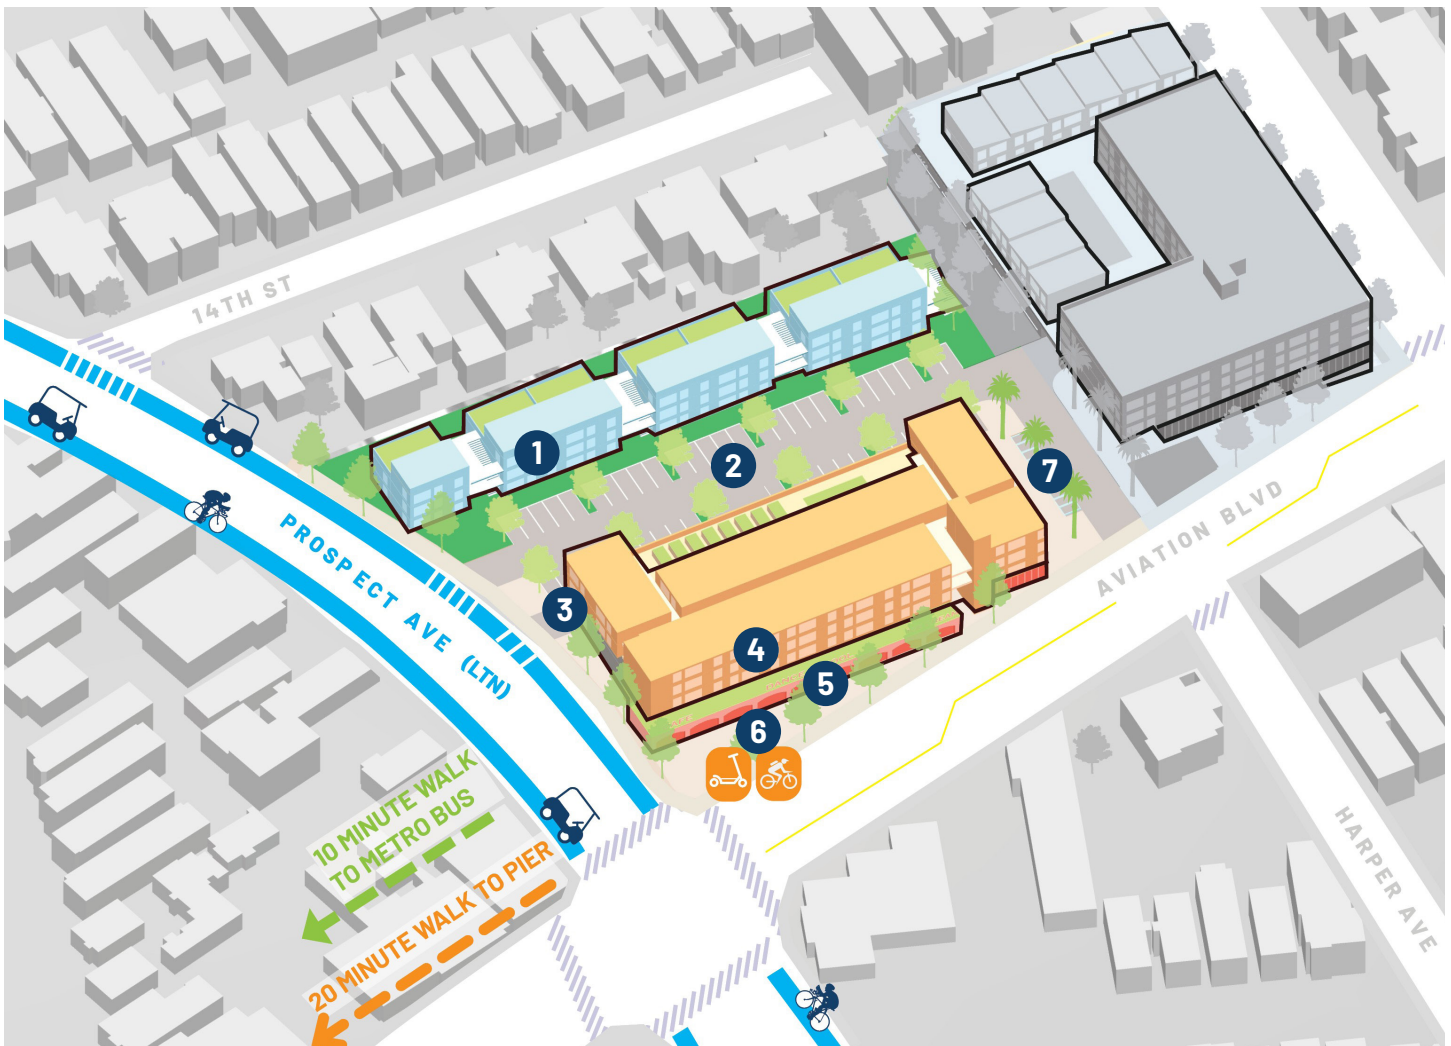 14TH ST
1
2
7
PROSPECT AVE (LTN)
AVIATION BLVD
3
4
5
6
10 MINUTE WALK
TO METRO BUS
20 MINUTE WALK TO PIER
HARPER AVE